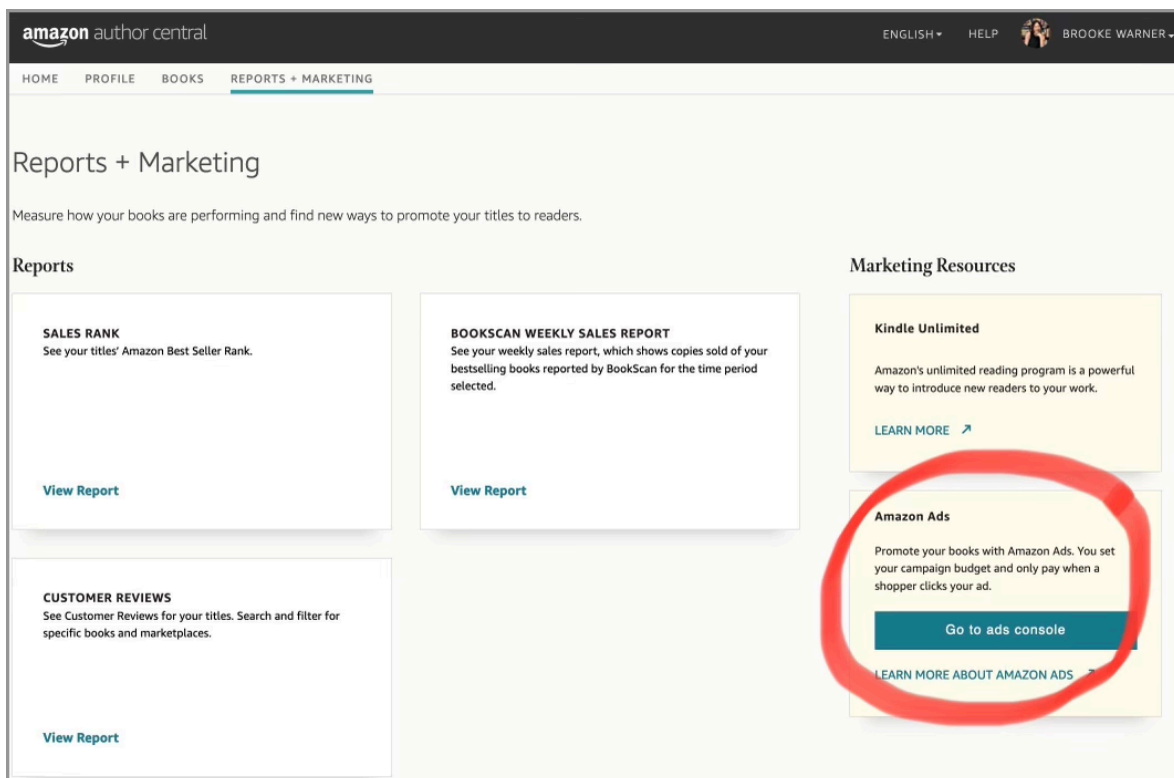 amazon author central
ENGLISH HELP BROOKE WARNER
HOME PROFILE BOOKS REPORTS + MARKETING
Reports + Marketing
Measure how your books are performing and find new ways to promote your titles to readers.
Reports
SALES RANK
See your titles' Amazon Best Seller Rank.
View Report
BOOKSCAN WEEKLY SALES REPORT
See your weekly sales report, which shows copies sold of your
bestselling books reported by BookScan for the time period
selected.
View Report
CUSTOMER REVIEWS
See Customer Reviews for your titles. Search and filter for
specific books and marketplaces.
View Report
Marketing Resources
Kindle Unlimited
Amazon's unlimited reading program is a powerful
way to introduce new readers to your work.
LEARN MORE
Amazon Ads
Promote your books with Amazon Ads. You set
your campaign budget and only pay when a
shopper clicks your ad.
Go to ads console
LEARN MORE ABOUT AMAZON ADS